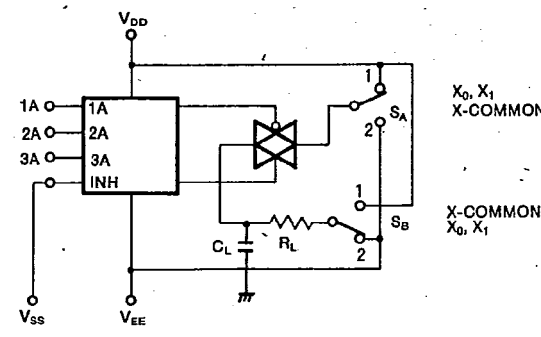 VDD
1
1A
1A
2A
2A
3A
3A
INH
SA
2
X0, X1
X-COMMON
1
SB
X-COMMON
X0, X1
CL
RL
2
VSS
VEE